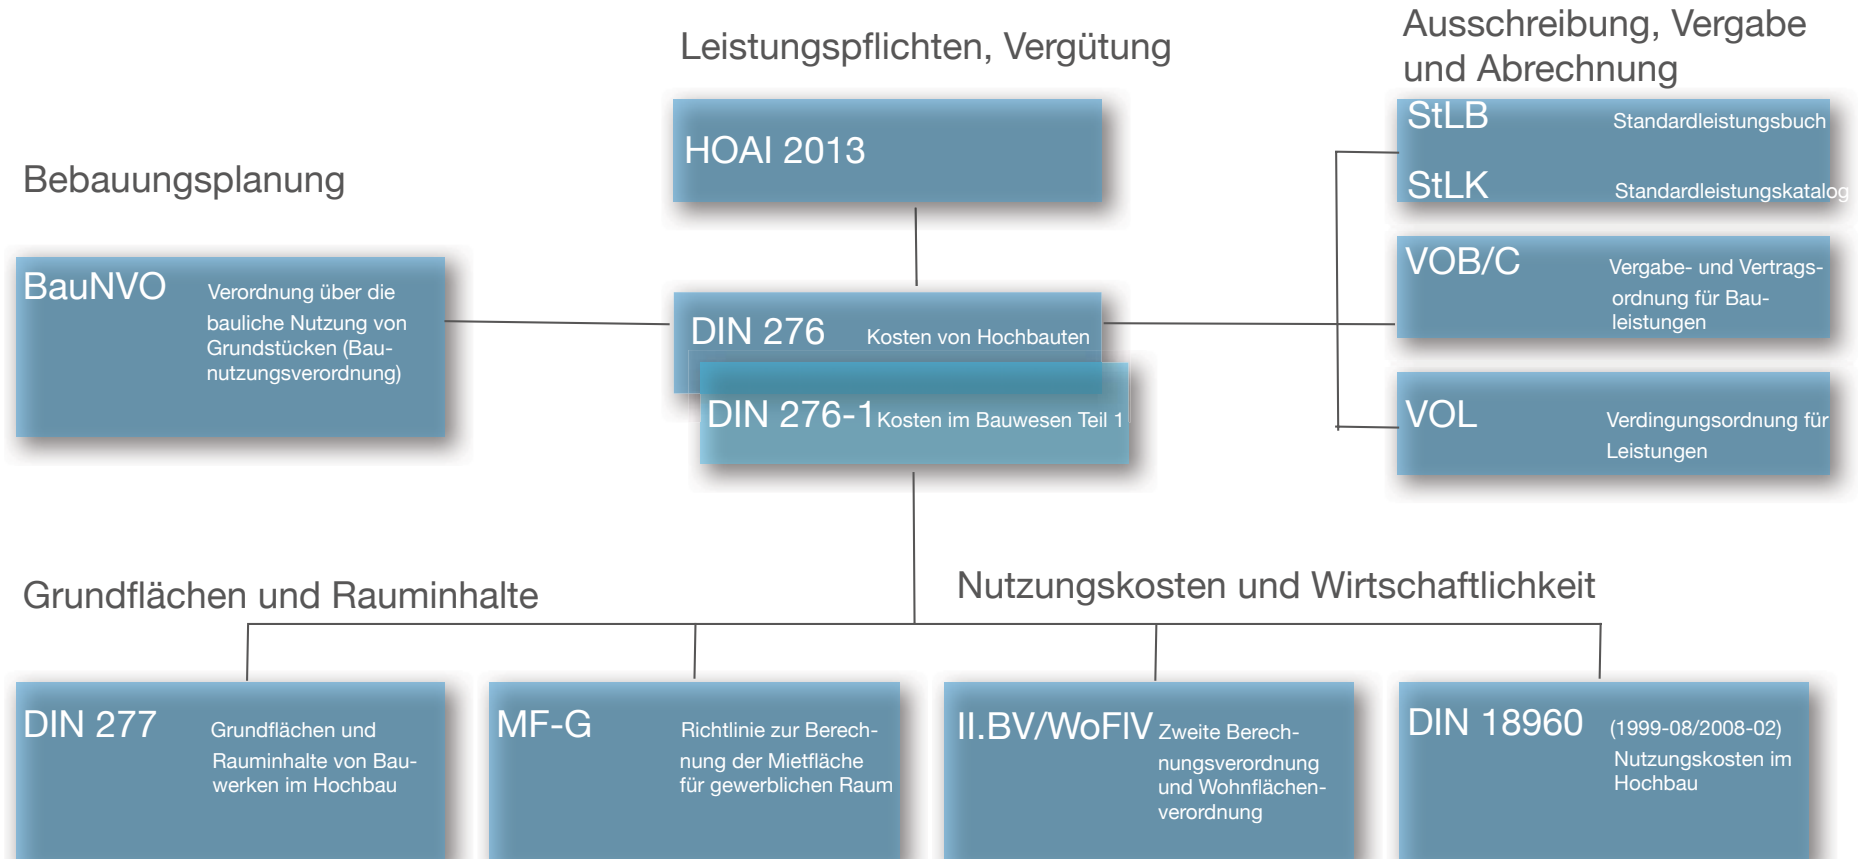 Leistungspflichten, Vergütung
Ausschreibung, Vergabe
und Abrechnung
HOAI 2013
StLB Standardleistungsbuch
StLK Standardleistungskatalog
Bebauungsplanung
BauNVO Verordnung über die
bauliche Nutzung von
Grundstücken (Bau-
nutzungsverordnung)
DIN 276 Kosten von Hochbauten
DIN 276-1 Kosten im Bauwesen Teil 1
VOB/C Vergabe- und Vertrags-
ordnung für Bau-
leistungen
VOL Verdingungsordnung für
Leistungen
Grundflächen und Rauminhalte
Nutzungskosten und Wirtschaftlichkeit
DIN 277 Grundflächen und
Rauminhalte von Bau-
werken im Hochbau
MF-G Richtlinie zur Berech-
nung der Mietfläche
für gewerblichen Raum
II.BV/WoFlV Zweite Berech-
nungsverordnung
und Wohnflächen-
verordnung
DIN 18960 (1999-08/2008-02)
Nutzungskosten im
Hochbau